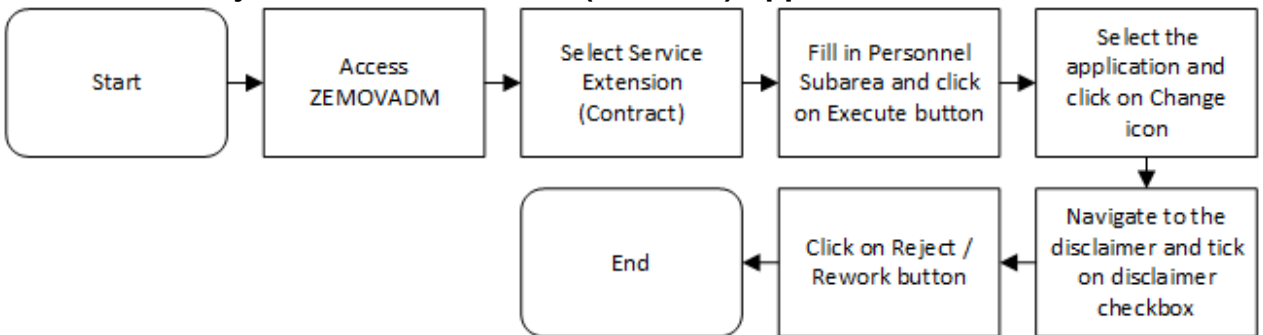 Start
Access
ZEMOVADM
Select Service
Extension
(Contract)
Fill in Personnel
Subarea and click
on Execute button
Select the
application and
click on Change
icon
Navigate to the
disclaimer and tick
on disclaimer
checkbox
Click on Reject /
Rework button
End